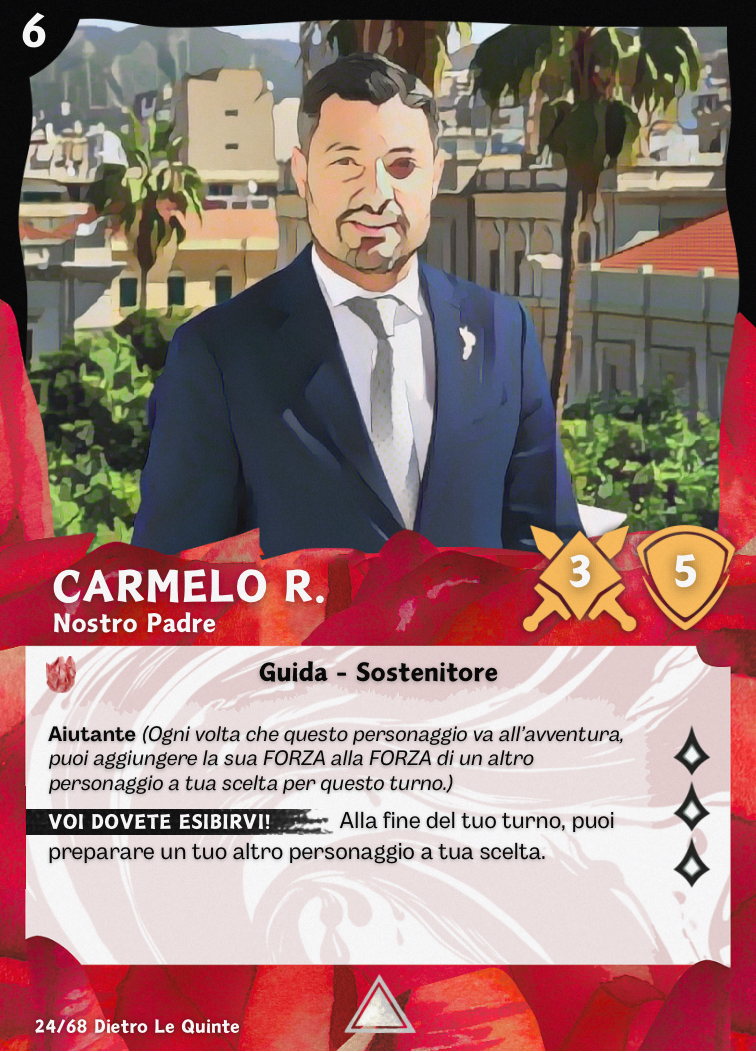 6
CARMELO R.
Nostro Padre
3
5
Guida - Sostenitore
Aiutante (Ogni volta che questo personaggio va all'avventura,
puoi aggiungere la sua FORZA alla FORZA di un altro
personaggio a tua scelta per questo turno.)
VOI DOVETE ESIBIRVI! Alla fine del tuo turno, puoi
preparare un tuo altro personaggio a tua scelta.
24/68 Dietro Le Quinte